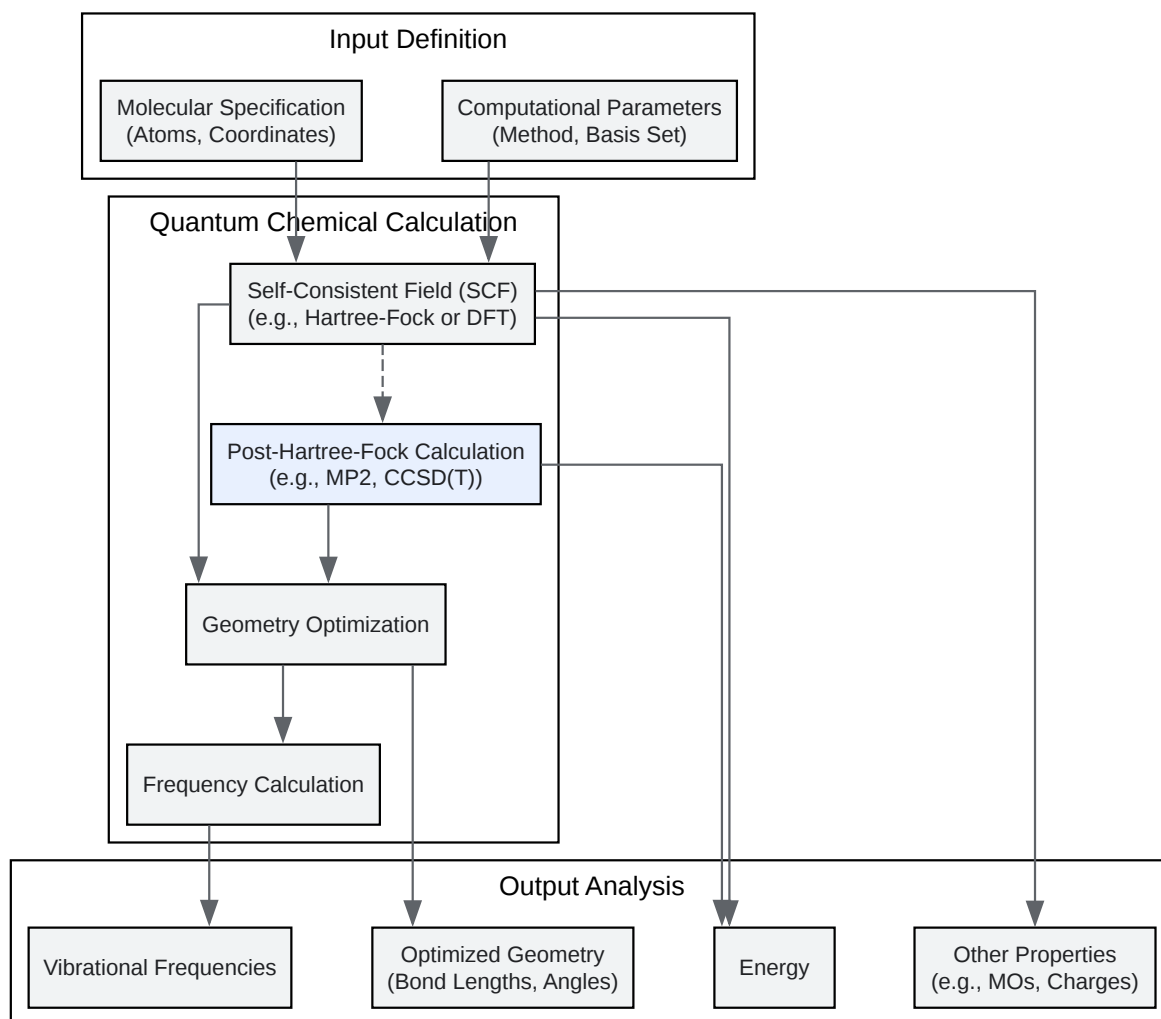 Input Definition
Molecular Specification
(Atoms, Coordinates)
Computational Parameters
(Method, Basis Set)
Quantum Chemical Calculation
Self-Consistent Field (SCF)
(e.g., Hartree-Fock or DFT)
Post-Hartree-Fock Calculation
(e.g., MP2, CCSD(T))
Geometry Optimization
Frequency Calculation
Output Analysis
Vibrational Frequencies
Optimized Geometry
(Bond Lengths, Angles)
Energy
Other Properties
(e.g., MOs, Charges)